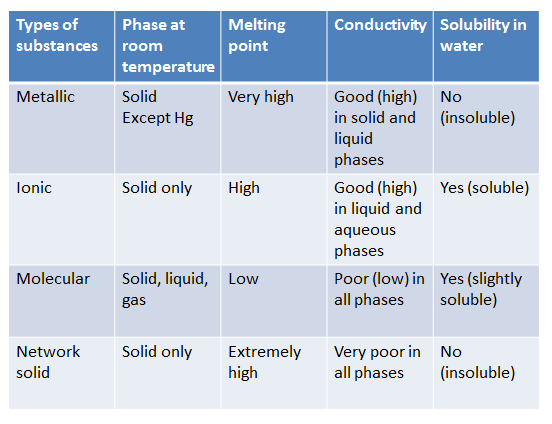 Types of substances | Phase at room temperature | Melting point | Conductivity | Solubility in water
Metallic | Solid Except Hg | Very high | Good (high) in solid and liquid phases | No (insoluble)
Ionic | Solid only | High | Good (high) in liquid and aqueous phases | Yes (soluble)
Molecular | Solid, liquid, gas | Low | Poor (low) in all phases | Yes (slightly soluble)
Network solid | Solid only | Extremely high | Very poor in all phases | No (insoluble)